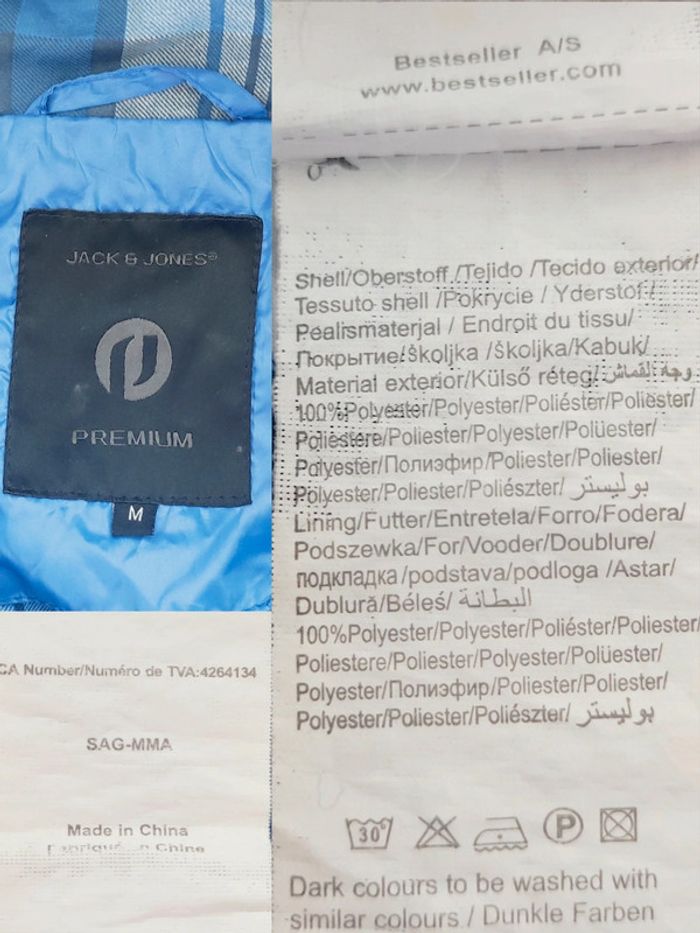 JACK & JONES®
PREMIUM
M
CA Number/Numéro de TVA:4264134
SAG-MMA
Made in China
Bestseller A/S
www.bestseller.com
Shell/Oberstoff/Tejido/Tecido exterior/
Tessuto shell/Pokrycie/Yderstof/
Pealismaterjal/Endroit du tissu/
Покрытие/školjka/školjka/Kabuk/
Material exterior/Külső réteg/وجه القماش
100%Polyester/Polyester/Poliéster/Poliester/
Poliestere/Poliester/Polyester/Polüester/
Polyester/Полиэфир/Poliester/Poliester/
Polyester/Poliester/Poliészter/بوليستر
Lining/Futter/Entretela/Forro/Fodera/
Podszewka/For/Vooder/Doublure/
подкладка/podstava/podloga/Astar/
Dublură/Béleś/البطانة
100%Polyester/Polyester/Poliéster/Poliester/
Poliestere/Poliester/Polyester/Polüester/
Polyester/Полиэфир/Poliester/Poliester/
Polyester/Poliester/Poliészter/بوليستر
30°
P
Dark colours to be washed with
similar colours / Dunkle Farben